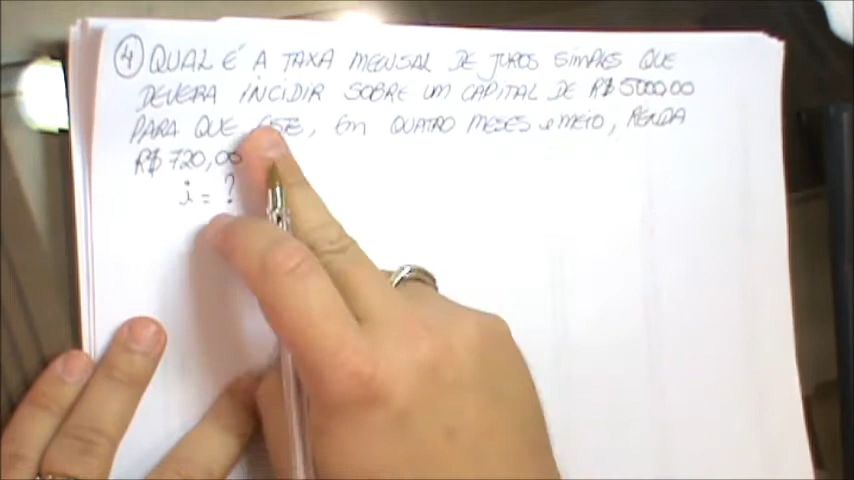 4 QUAL É A TAXA MENSAL DE JUROS SIMPLES QUE
DEVERÁ INCIDIR SOBRE UM CAPITAL DE R$ 5000,00
PARA QUE ESTE, EM QUATRO MESES e MEIO, RENDA
R$ 720,00
i = ?